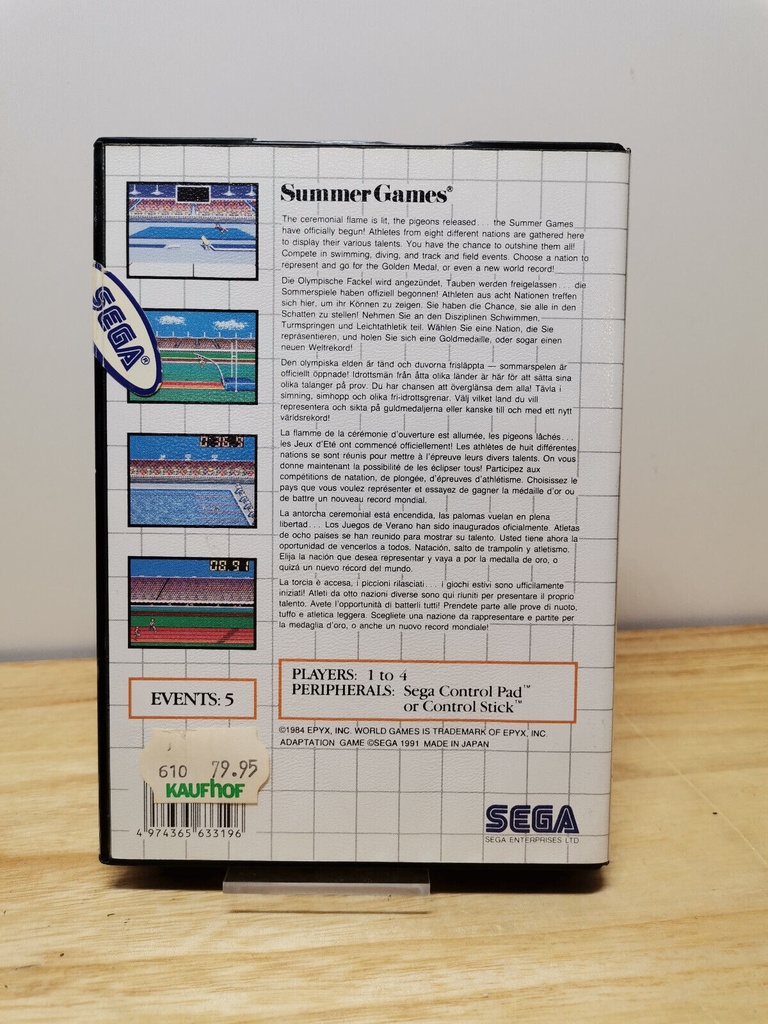 Summer Games®
The ceremonial flame is lit, the pigeons released... the Summer Games
have officially begun! Athletes from eight different nations are gathered here
to display their various talents. You have the chance to outshine them all!
Compete in swimming, diving, and track and field events. Choose a nation to
represent and go for the Golden Medal, or even a new world record!
Die Olympische Fackel wird angezündet, Tauben werden freigelassen... die
Sommerspiele haben offiziell begonnen! Athleten aus acht Nationen treffen
sich hier, um ihr Können zu zeigen. Sie haben die Chance, sie alle in den
Schatten zu stellen! Nehmen Sie an den Disziplinen Schwimmen,
Turmspringen und Leichtathletik teil. Wählen Sie eine Nation, die Sie
repräsentieren, und holen Sie sich eine Goldmedaille, oder sogar einen
neuen Weltrekord!
Den olympiska elden är tänd och duvorna frisläppta — sommarspelen är
officiellt öppnade! Idrottsmän från åtta olika länder är här för att sätta sina
olika talanger på prov. Du har chansen att överglänsa dem alla! Tävla i
simning, simhopp och olika fri-idrottsgrenar. Välj vilket land du vill
representera och sikta på guldmedaljerna eller kanske till och med ett nytt
världsrekord!
La flamme de la cérémonie d'ouverture est allumée, les pigeons lâchés...
les Jeux d'Eté ont commencé officiellement! Les athlètes de huit différentes
nations se sont réunis pour mettre à l'épreuve leurs divers talents. On vous
donne maintenant la possibilité de les éclipser tous! Participez aux
compétitions de natation, de plongée, d'épreuves d'athlétisme. Choisissez le
pays que vous voulez représenter et essayez de gagner la médaille d'or ou
de battre un nouveau record mondial.
La antorcha ceremonial está encendida, las palomas vuelan en plena
libertad... Los Juegos de Verano han sido inaugurados oficialmente. Atletas
de ocho paises se han reunido para mostrar su talento. Usted tiene ahora la
oportunidad de vencerlos a todos. Natación, salto de trampolín y atletismo.
Elija la nación que desea representar y vaya a por la medalla de oro, o
quizá un nuevo récord del mundo.
La torcia è accesa, i piccioni rilasciati... i giochi estivi sono ufficilamente
iniziati! Atleti da otto nazioni diverse sono qui riuniti per presentare il proprio
talento. Avete l'opportunità di batterli tutti! Prendete parte alle prove di nuoto,
tuffo e atletica leggera. Scegliete una nazione da rappresentare e partite per
la medaglia d'oro, o anche un nuovo record mondiale!
SEGA®
0:36.9
08.91
EVENTS: 5
PLAYERS: 1 to 4
PERIPHERALS: Sega Control Pad™
or Control Stick™
©1984 EPYX, INC. WORLD GAMES IS TRADEMARK OF EPYX, INC.
ADAPTATION GAME ©SEGA 1991 MADE IN JAPAN
610 79.95
KAUFHOF
4 974365 633196
SEGA
SEGA ENTERPRISES LTD.